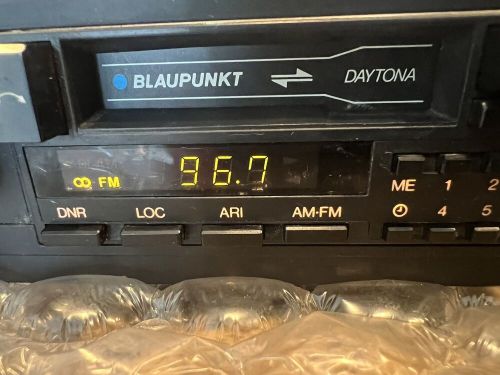 BLAUPUNKT DAYTONA
FM 96.7
DNR LOC ARI AM-FM
ME 1 2
4 5